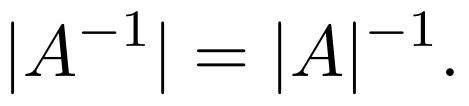 |A⁻¹| = |A|⁻¹.